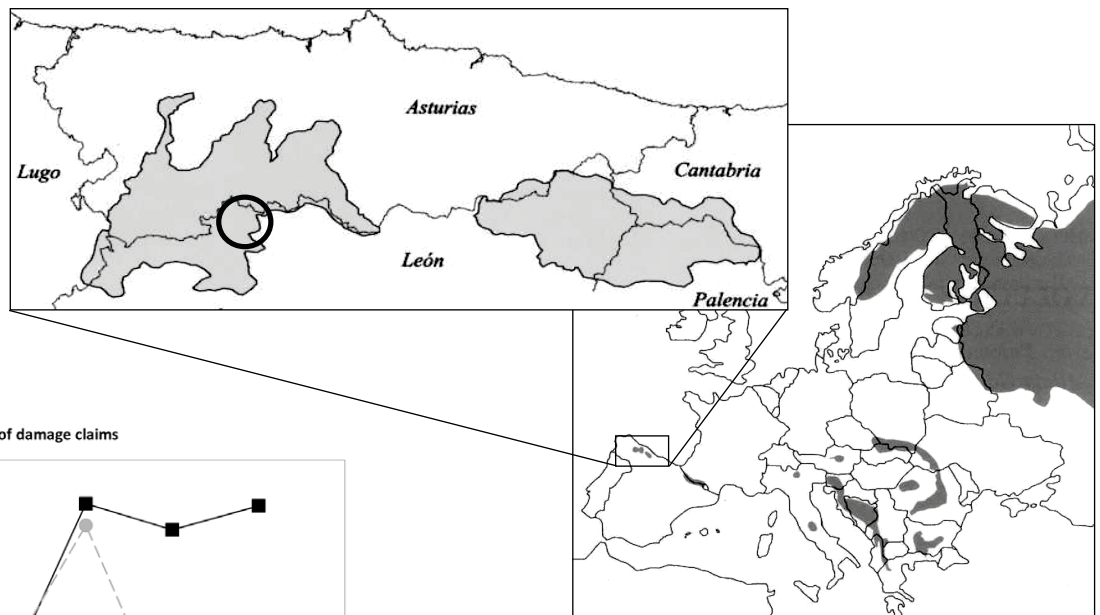 Asturias
Lugo
Cantabria
León
Palencia
of damage claims